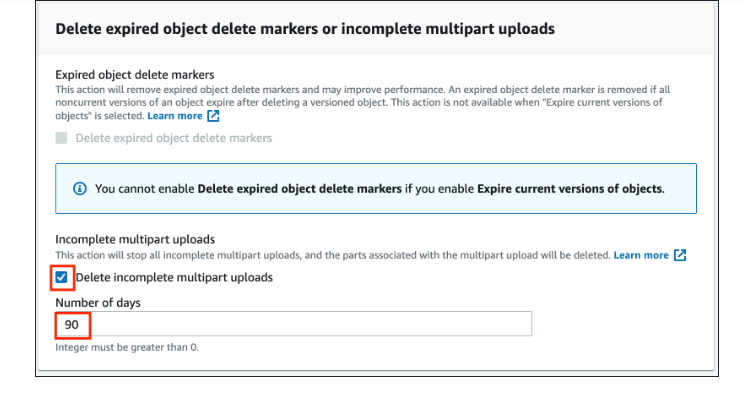 Delete expired object delete markers or incomplete multipart uploads
Expired object delete markers
This action will remove expired object delete markers and may improve performance. An expired object delete marker is removed if all
noncurrent versions of an object expire after deleting a versioned object. This action is not available when "Expire current versions of
objects" is selected. Learn more
Delete expired object delete markers
You cannot enable Delete expired object delete markers if you enable Expire current versions of objects.
Incomplete multipart uploads
This action will stop all incomplete multipart uploads, and the parts associated with the multipart upload will be deleted. Learn more
Delete incomplete multipart uploads
Number of days
90
Integer must be greater than 0.